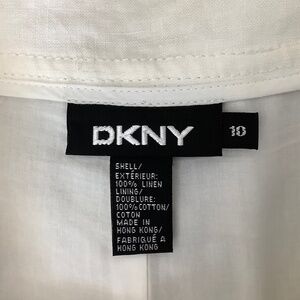 DKNY
10
SHELL/
EXTÉRIEUR:
100% LINEN
LINING/
DOUBLURE:
100% COTTON/
COTON
MADE IN
HONG KONG/
FABRIQUÉ À
HONG KONG